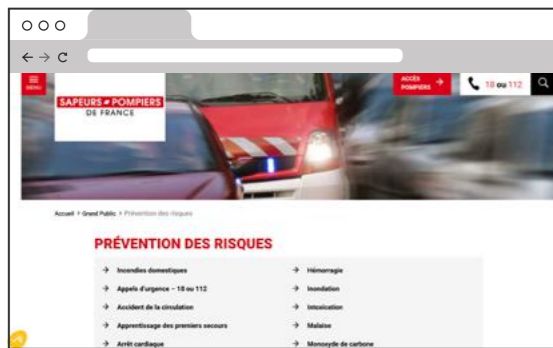 MENU
SAPEURS-POMPIERS
DE FRANCE
ACCÈS
POMPIERS
18 ou 112
Accueil > Grand Public > Prévention des risques
PRÉVENTION DES RISQUES
→ Incendies domestiques
→ Appels d'urgence – 18 ou 112
→ Accident de la circulation
→ Apprentissage des premiers secours
→ Arrêt cardiaque
→ Hémorragie
→ Inondation
→ Intoxication
→ Malaise
→ Monoxyde de carbone